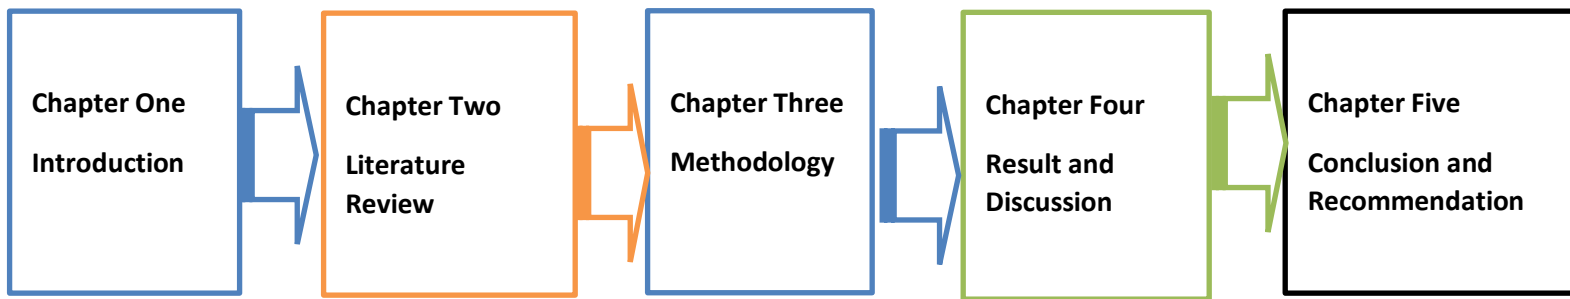 Chapter One
Introduction
Chapter Two
Literature
Review
Chapter Three
Methodology
Chapter Four
Result and
Discussion
Chapter Five
Conclusion and
Recommendation